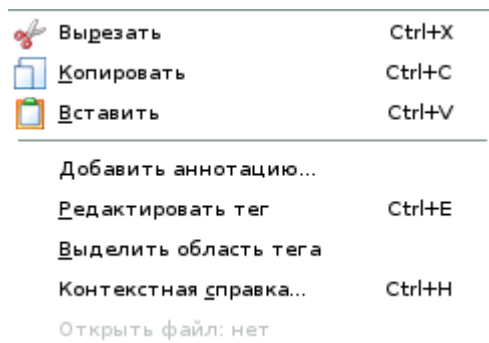 Вырезать Ctrl+X
Копировать Ctrl+C
Вставить Ctrl+V
Добавить аннотацию...
Редактировать тег Ctrl+E
Выделить область тега
Контекстная справка... Ctrl+H
Открыть файл: нет